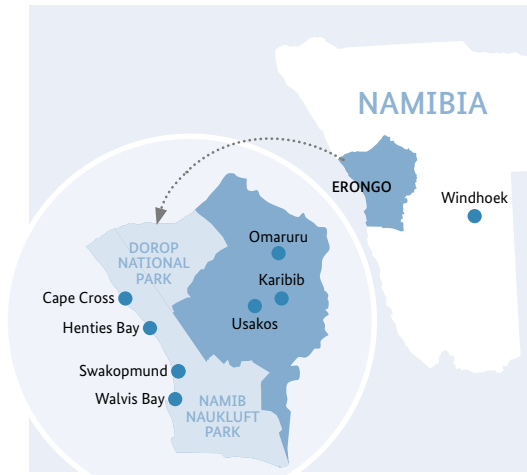 NAMIBIA
ERONGO
Windhoek
Omaruru
DOROP
NATIONAL
PARK
Karibib
Cape Cross
Usakos
Henties Bay
Swakopmund
Walvis Bay
NAMIB
NAUKLUFT
PARK